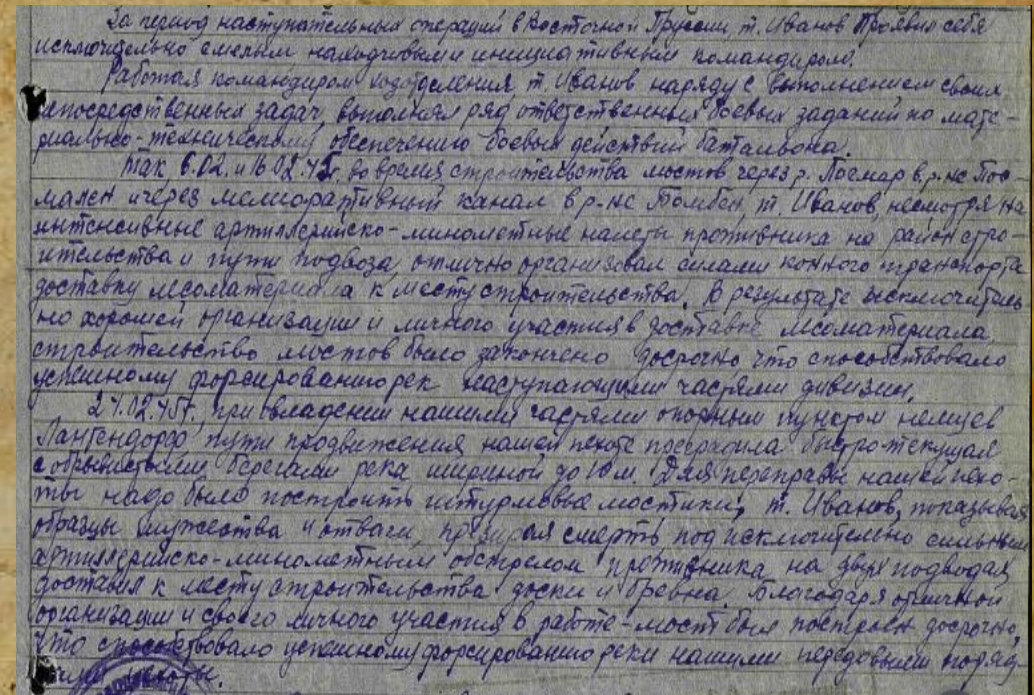 За период наступательных операций в Восточной Пруссии, т. Иванов Проявил себя
исключительно смелым находчивым и инициативным командиром.
Работая командиром хозотделения т. Иванов наряду с выполнением своих
непосредственных задач, выполнял ряд ответственных боевых заданий по мате-
риально-техническому обеспечению боевых действий батальона.
Так 6.02. и 16.02.45г. во время строительства мостов через р. в р-не Пос-
мален и через мелиоративный канал в р-не Томбен, т. Иванов, несмотря на
интенсивные артиллерийско-минометные налеты противника на район стро-
ительства и пути подвоза, отлично организовал силами конного транспорта
доставку лесоматериала к месту строительства. В результате исключитель
но хорошей организации и личного участия в доставке лесоматериала
строительство мостов было закончено досрочно, что способствовало
успешному форсированию рек наступающими частями дивизии.
02.45г. при овладении нашими частями опорным пунктом немцев
Лангендорф, пути продвижения нашей пехоте преградила быстро-текущая
с обрывистыми берегами река шириной до 10 м. Для переправы нашей пехо-
ты надо было построить штурмовые мостики, т. Иванов, показывая
образцы мужества и отваги, презирая смерть под исключительно сильным
артиллерийско-минометным обстрелом противника на двух подводах
доставил к месту строительства доски и бревна. Благодаря отличной
организации и своего личного участия в работе - мост был построен досрочно,
что способствовало успешному форсированию реки нашими передовыми поряд-
ками пехоты.